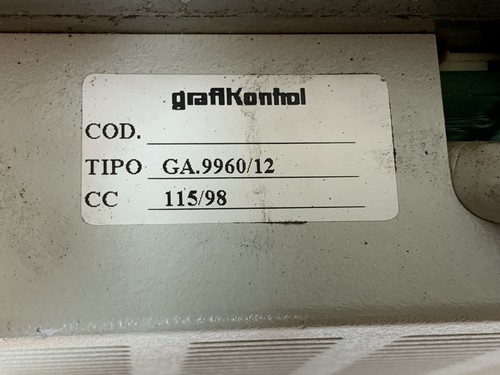 grafiKontrol
COD.
TIPO GA.9960/12
CC 115/98